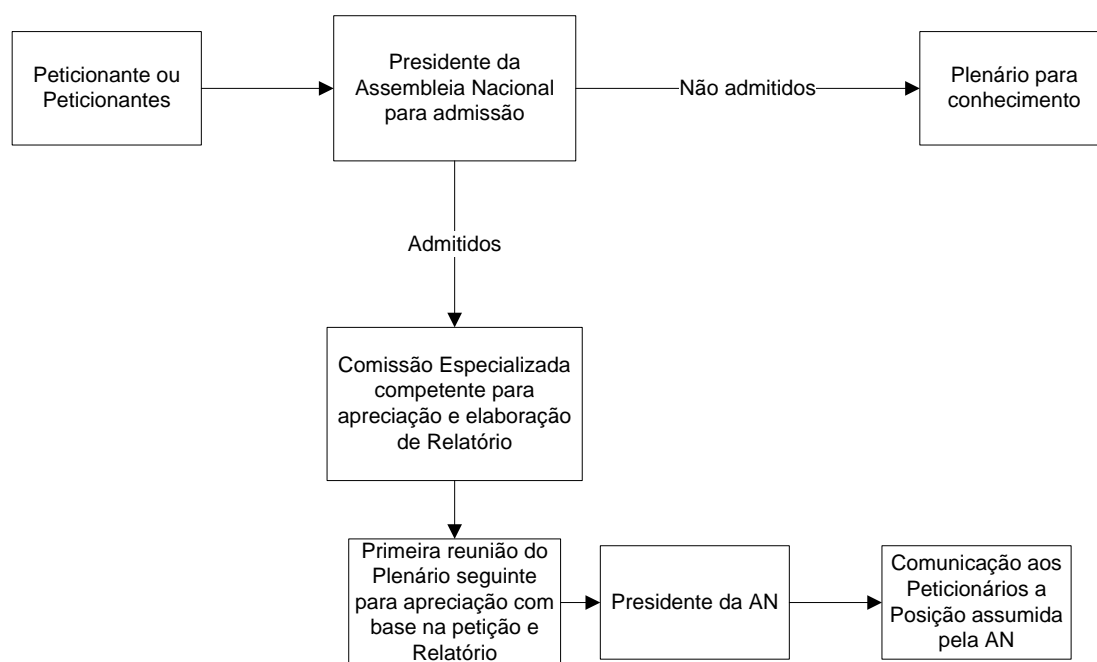 Peticionante ou
Peticionantes
Presidente da
Assembleia Nacional
para admissão
Não admitidos
Plenário para
conhecimento
Admitidos
Comissão Especializada
competente para
apreciação e elaboração
de Relatório
Primeira reunião do
Plenário seguinte
para apreciação com
base na petição e
Relatório
Presidente da AN
Comunicação aos
Peticionários a
Posição assumida
pela AN